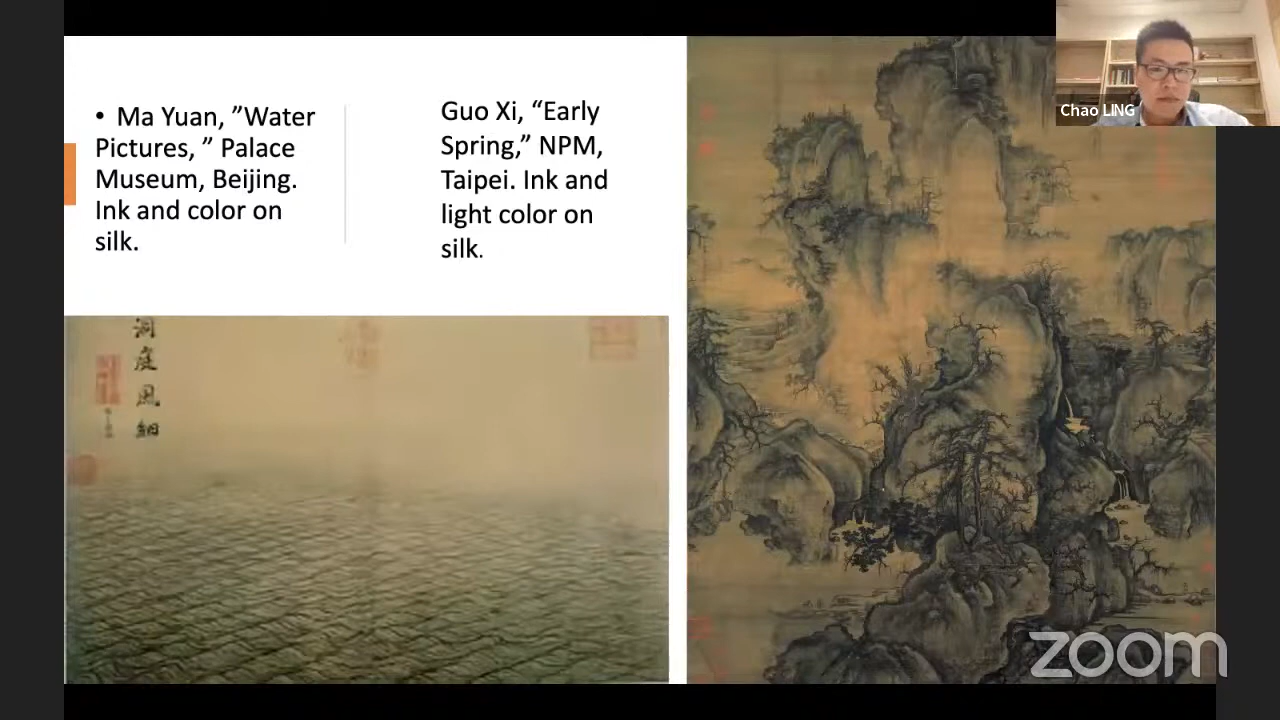 • Ma Yuan, ”Water
Pictures, ” Palace
Museum, Beijing.
Ink and color on
silk.
Guo Xi, “Early
Spring,” NPM,
Taipei. Ink and
light color on
silk.
Chao LING
洞庭風細
zoom